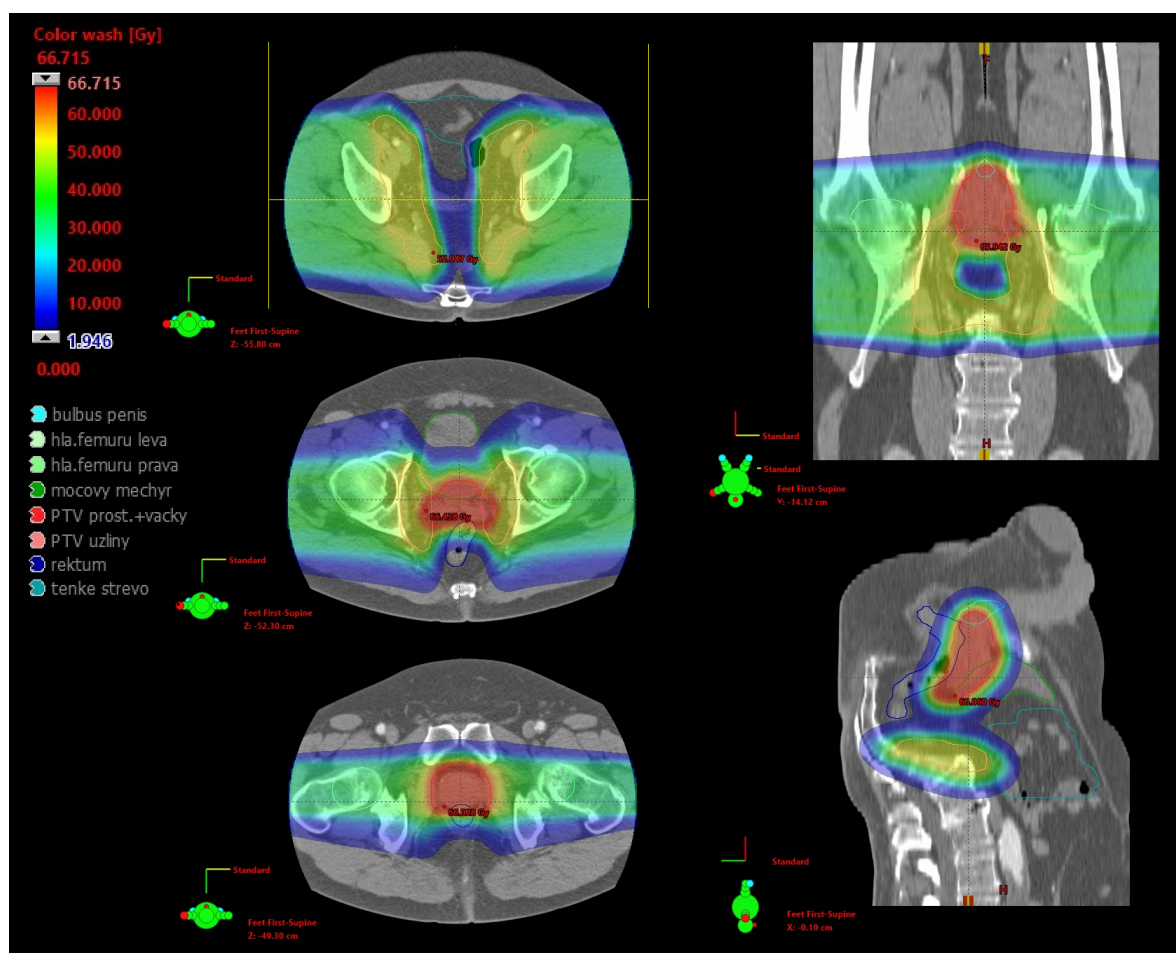 Color wash [Gy]
66.715
66.715
60.000
50.000
40.000
30.000
20.000
10.000
1.946
0.000
bulbus penis
hla.femuru leva
hla.femuru prava
mocovy mechyr
PTV prost.+vacky
PTV uzliny
rektum
tenke strevo
Standard
Feet First-Supine
Z: -55.80 cm
Standard
Feet First-Supine
Z: -52.30 cm
Standard
Feet First-Supine
Z: -49.30 cm
F
H
Standard
Standard
Feet First-Supine
Y: -14.12 cm
H
Standard
Feet First-Supine
X: -0.10 cm